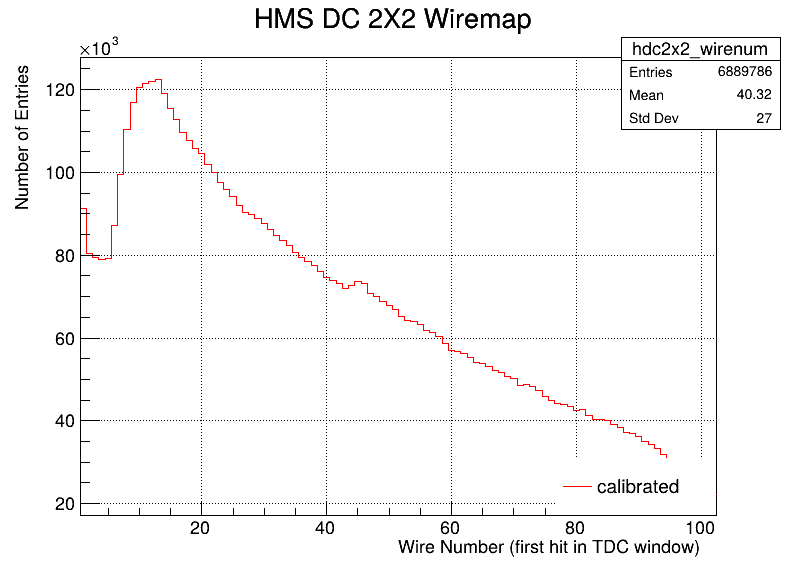 HMS DC 2X2 Wiremap
×10³
hdc2x2_wirenum
Entries 6889786
Mean 40.32
Std Dev 27
Number of Entries
120
100
80
60
40
20
calibrated
20 40 60 80 100
Wire Number (first hit in TDC window)